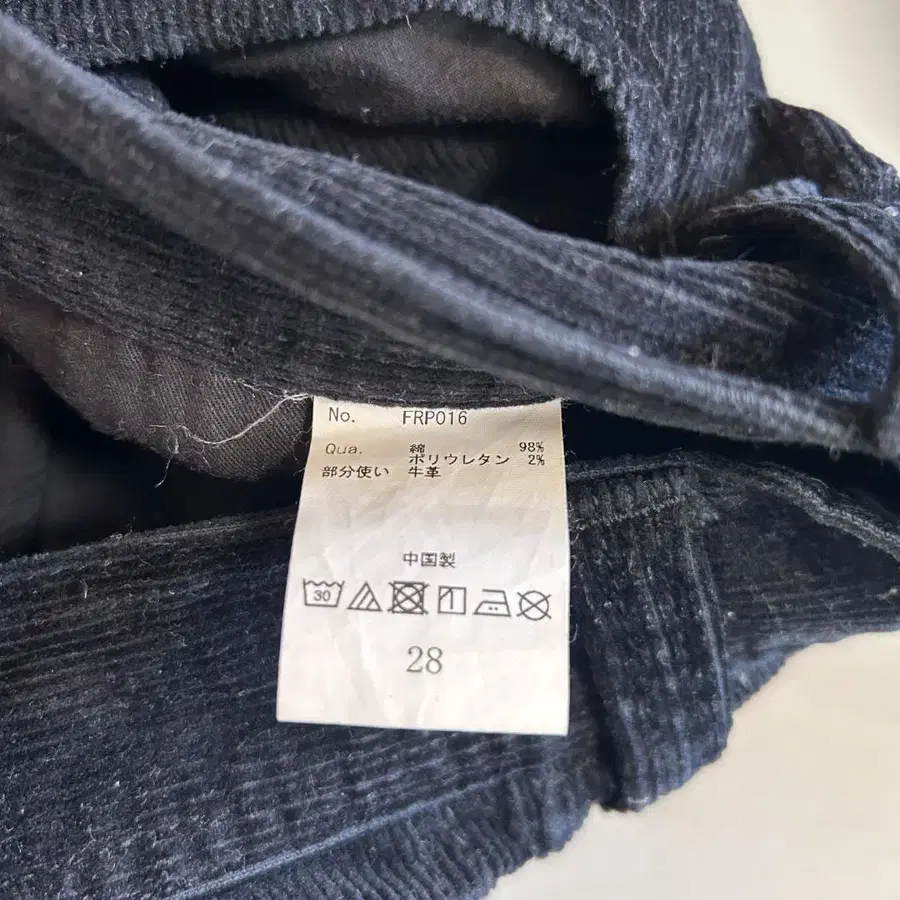 No. FRP016
Qua. 綿 98%
ポリウレタン 2%
部分使い 牛革
中国製
30
28